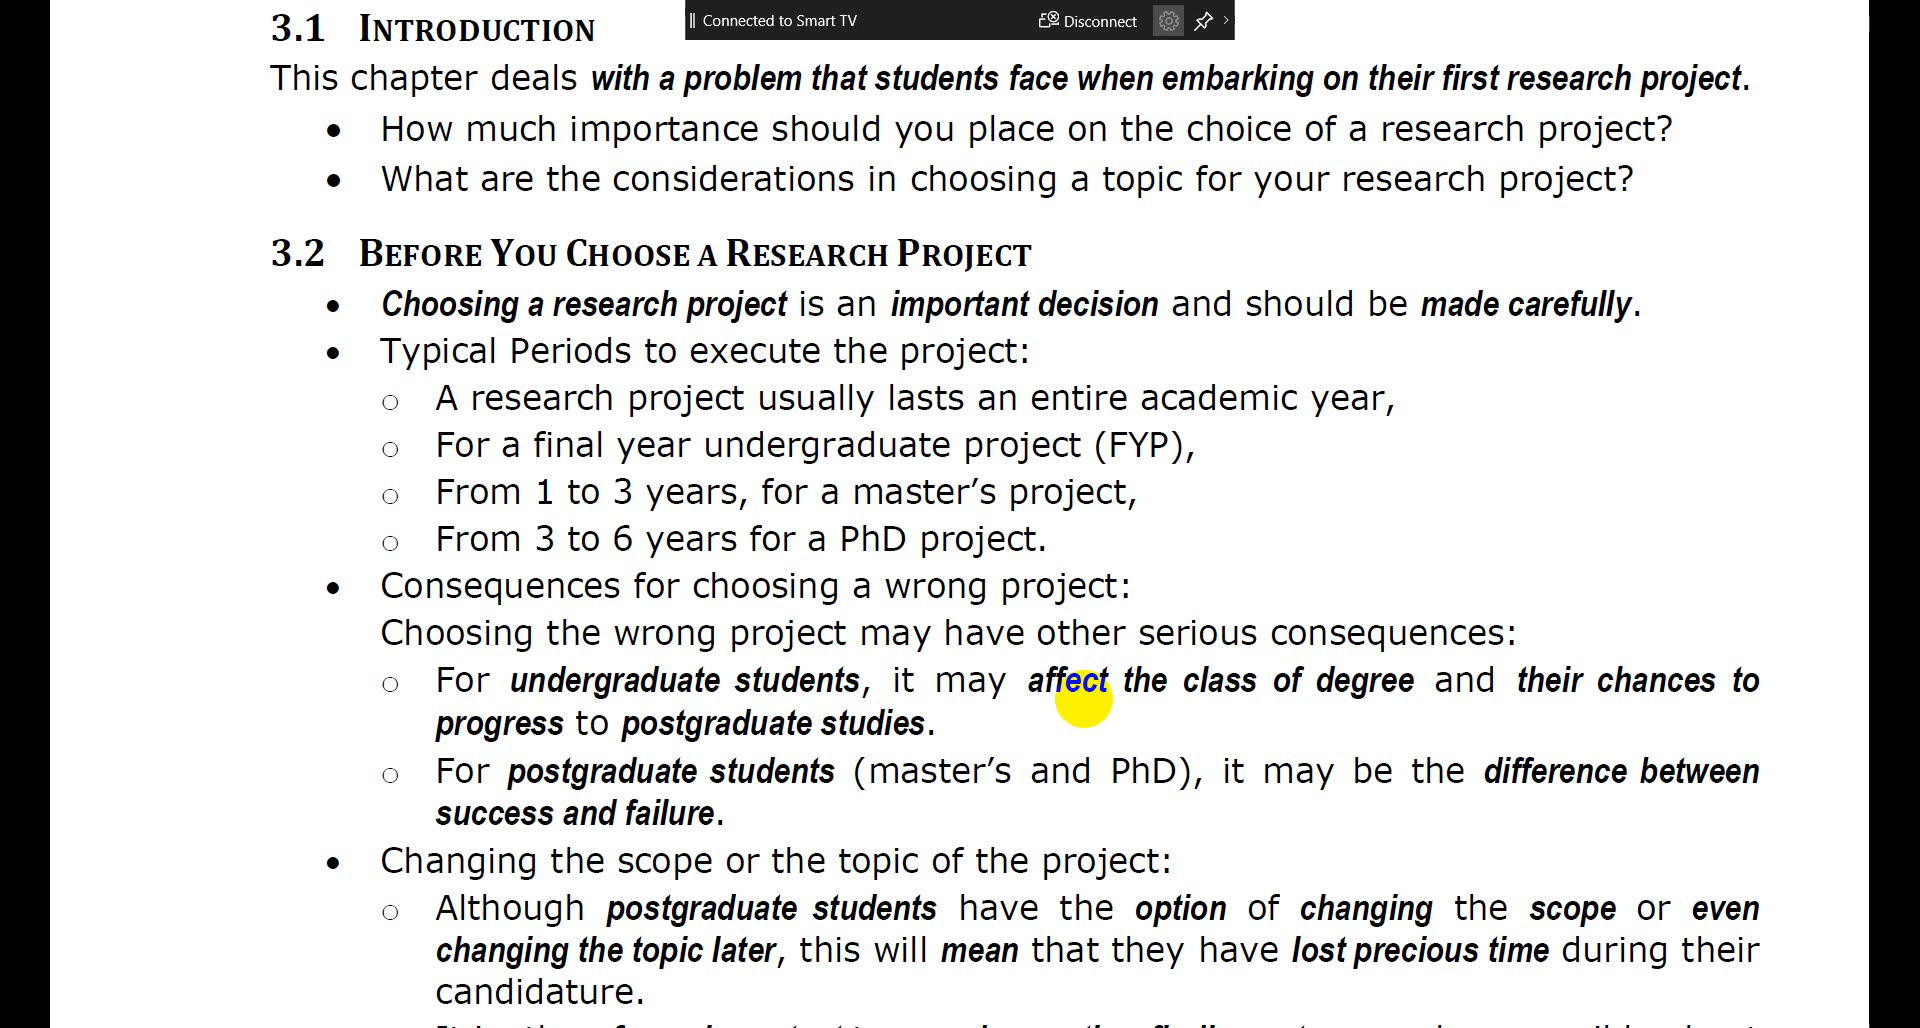 3.1 INTRODUCTION
Connected to Smart TV
Disconnect
This chapter deals with a problem that students face when embarking on their first research project.
• How much importance should you place on the choice of a research project?
• What are the considerations in choosing a topic for your research project?
3.2 BEFORE YOU CHOOSE A RESEARCH PROJECT
• Choosing a research project is an important decision and should be made carefully.
• Typical Periods to execute the project:
○ A research project usually lasts an entire academic year,
○ For a final year undergraduate project (FYP),
○ From 1 to 3 years, for a master’s project,
○ From 3 to 6 years for a PhD project.
• Consequences for choosing a wrong project:
Choosing the wrong project may have other serious consequences:
○ For undergraduate students, it may affect the class of degree and their chances to
progress to postgraduate studies.
○ For postgraduate students (master’s and PhD), it may be the difference between
success and failure.
• Changing the scope or the topic of the project:
○ Although postgraduate students have the option of changing the scope or even
changing the topic later, this will mean that they have lost precious time during their
candidature.